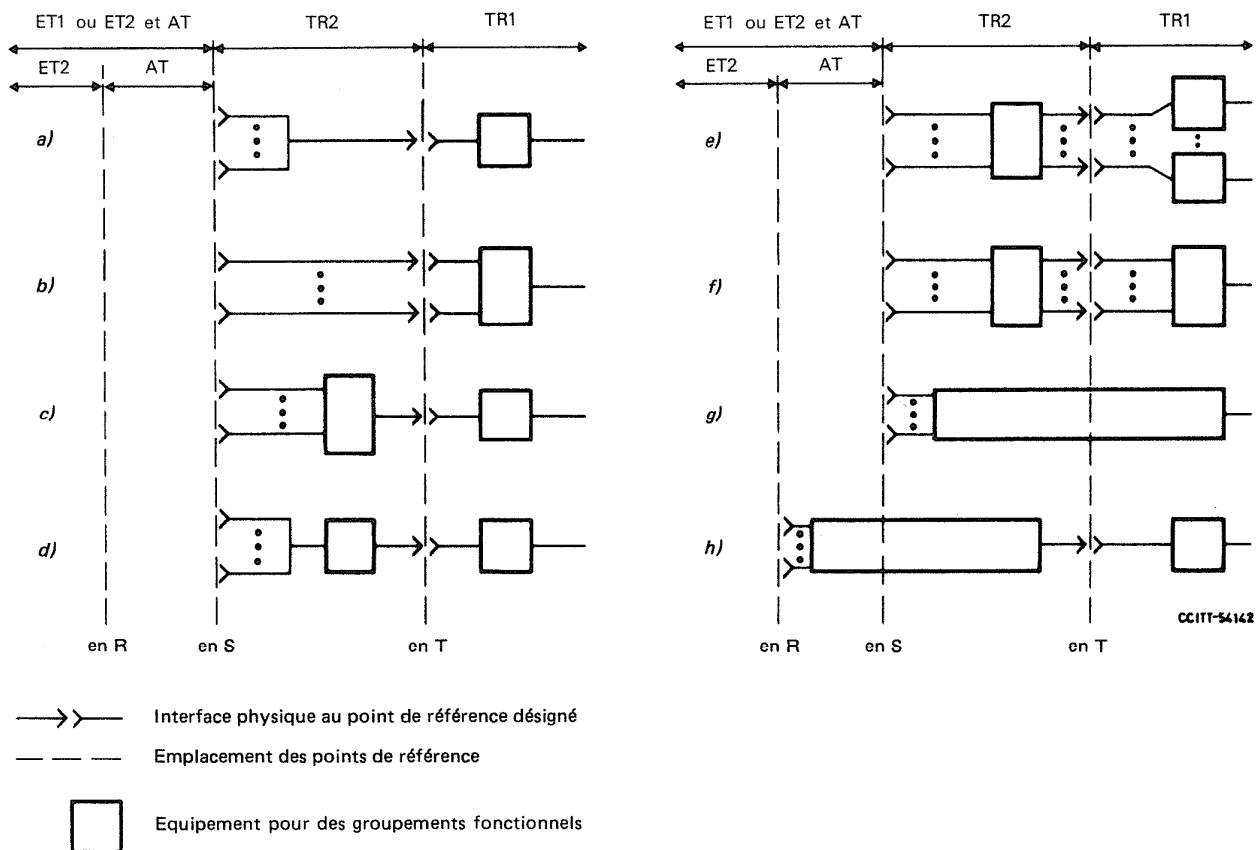 ET1 ou ET2 et AT TR2 TR1
ET2 AT
a)
b)
c)
d)
en R en S en T
ET1 ou ET2 et AT TR2 TR1
ET2 AT
e)
f)
g)
h)
CCITT-54142
en R en S en T
Interface physique au point de référence désigné
Emplacement des points de référence
Equipement pour des groupements fonctionnels